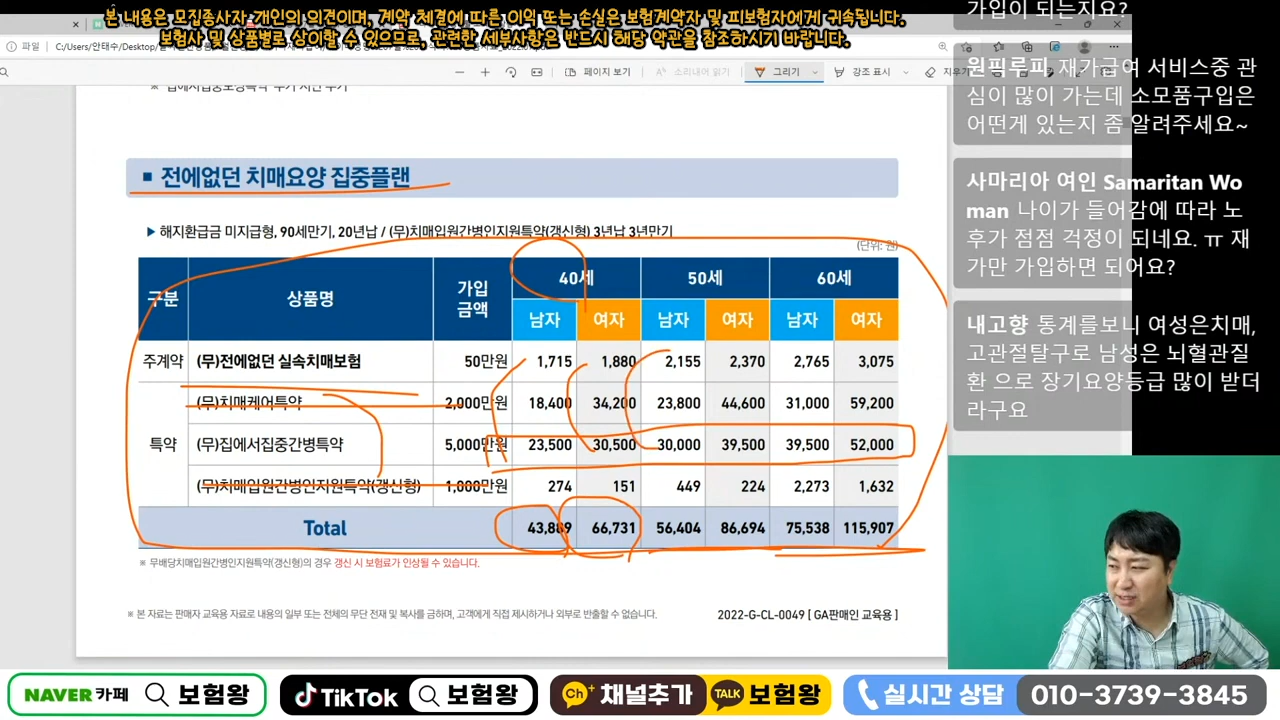 본 내용은 모집종사자 개인의 의견이며, 계약 체결에 따른 이익 또는 손실은 보험계약자 및 피보험자에게 귀속됩니다.
보험사 및 상품별로 상이할 수 있으므로, 관련한 세부사항은 반드시 해당 약관을 참조하시기 바랍니다.
파일 C:/Users/안태수/Desktop/
페이지 보기 소리내어 읽기 그리기 강조 표시 지우기
■ 전에없던 치매요양 집중플랜
▶ 해지환급금 미지급형, 90세만기, 20년납 / (무)치매입원간병인지원특약(갱신형) 3년납 3년만기
(단위: 원)
구분 상품명 가입금액 40세 50세 60세
남자 여자 남자 여자 남자 여자
주계약 (무)전에없던 실속치매보험 50만원 1,715 1,880 2,155 2,370 2,765 3,075
특약 (무)치매케어특약 2,000만원 18,400 34,200 23,800 44,600 31,000 59,200
(무)집에서집중간병특약 5,000만원 23,500 30,500 30,000 39,500 39,500 52,000
(무)치매입원간병인지원특약(갱신형) 1,000만원 274 151 449 224 2,273 1,632
Total 43,889 66,731 56,404 86,694 75,538 115,907
※ 무배당치매입원간병인지원특약(갱신형)의 경우 갱신 시 보험료가 인상될 수 있습니다.
※ 본 자료는 판매자 교육용 자료로 내용의 일부 또는 전체의 무단 전재 및 복사를 금하며, 고객에게 직접 제시하거나 외부로 반출할 수 없습니다.
2022-G-CL-0049 [ GA판매인 교육용 ]
가입이 되는지요?
원핌루피 재가급여 서비스중 관
심이 많이 가는데 소모품구입은
어떤게 있는지 좀 알려주세요~
사마리아 여인 Samaritan Wo
man 나이가 들어감에 따라 노
후가 점점 걱정이 되네요. ㅠ 재
가만 가입하면 되어요?
내고향 통계를보니 여성은치매,
고관절탈구로 남성은 뇌혈관질
환 으로 장기요양등급 많이 받더
라구요
NAVER 카페 보험왕
TikTok 보험왕
Ch+ 채널추가 TALK 보험왕
실시간 상담 010-3739-3845